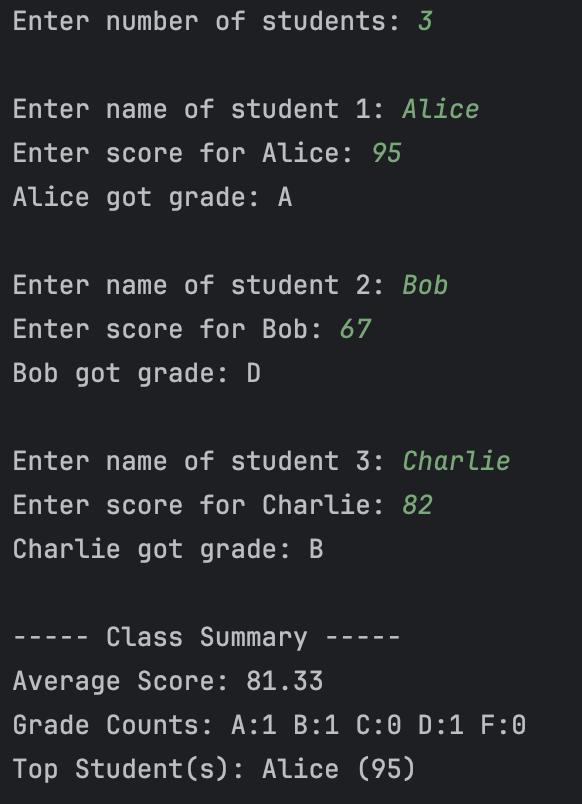 Enter number of students: 3
Enter name of student 1: Alice
Enter score for Alice: 95
Alice got grade: A
Enter name of student 2: Bob
Enter score for Bob: 67
Bob got grade: D
Enter name of student 3: Charlie
Enter score for Charlie: 82
Charlie got grade: B
----- Class Summary -----
Average Score: 81.33
Grade Counts: A:1 B:1 C:0 D:1 F:0
Top Student(s): Alice (95)